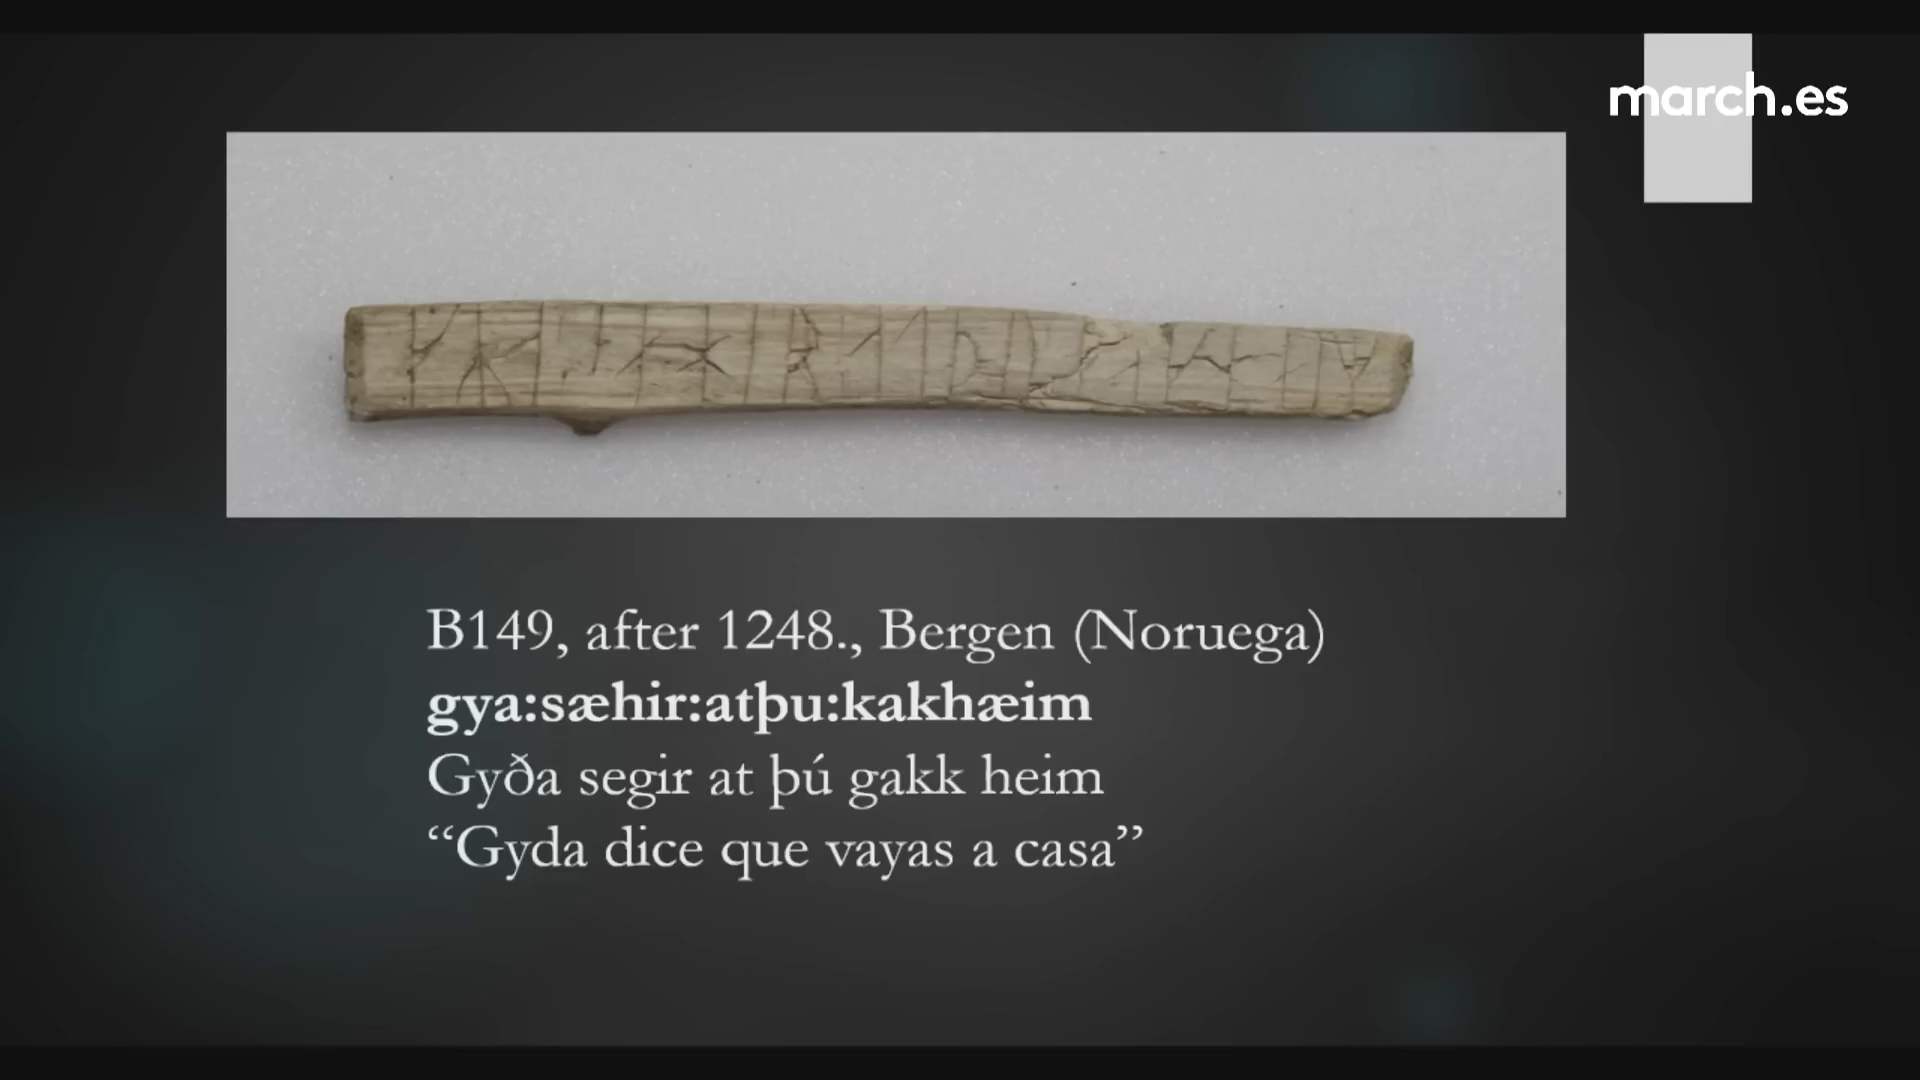 march.es
B149, after 1248., Bergen (Noruega)
gya:sæhir:atþu:kakhæim
Gyða segir at þú gakk heim
“Gyda dice que vayas a casa”